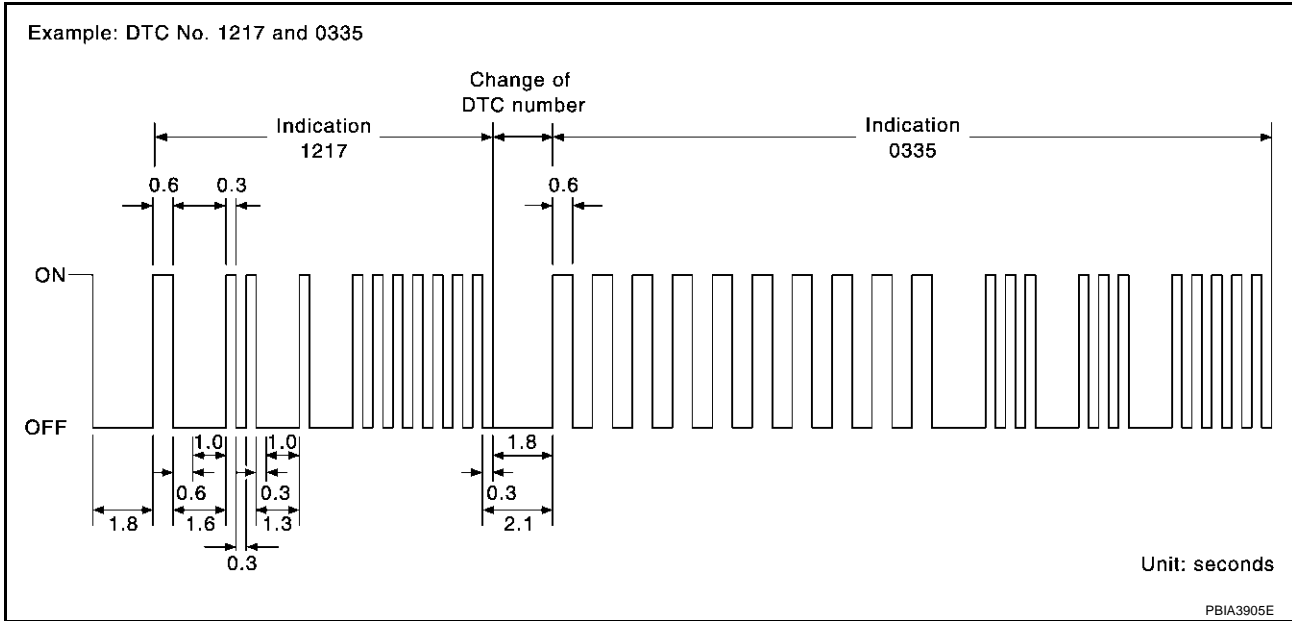 Example: DTC No. 1217 and 0335
Change of
DTC number
Indication
1217
Indication
0335
0.6
0.3
0.6
ON
OFF
1.0
1.0
1.8
0.6
0.3
0.3
1.8
1.6
1.3
2.1
0.3
Unit: seconds
PBIA3905E